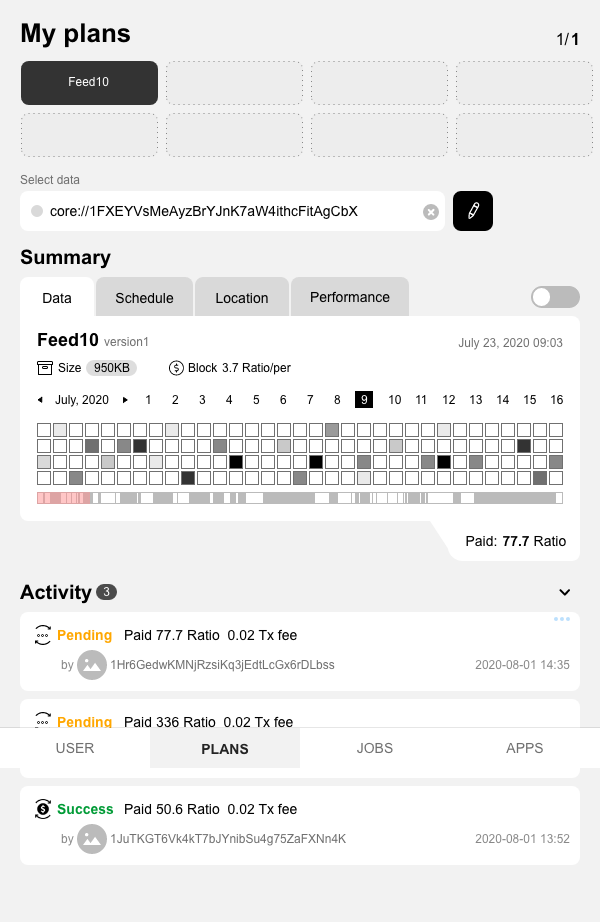 My plans
1/1
Feed10
Select data
core://1FXEYVsMeAyzBrYJnK7aW4ithcFitAgCbX
Summary
Data Schedule Location Performance
Feed10 version1 July 23, 2020 09:03
Size 950KB $ Block 3.7 Ratio/per
July, 2020 1 2 3 4 5 6 7 8 9 10 11 12 13 14 15 16
Paid: 77.7 Ratio
Activity 3
Pending Paid 77.7 Ratio 0.02 Tx fee
by 1Hr6GedwKMNjRzsiKq3jEdtLcGx6rDLbss 2020-08-01 14:35
Pending Paid 336 Ratio 0.02 Tx fee
USER PLANS JOBS APPS
Success Paid 50.6 Ratio 0.02 Tx fee
by 1JuTKGT6Vk4kT7bJYnibSu4g75ZaFXNn4K 2020-08-01 13:52